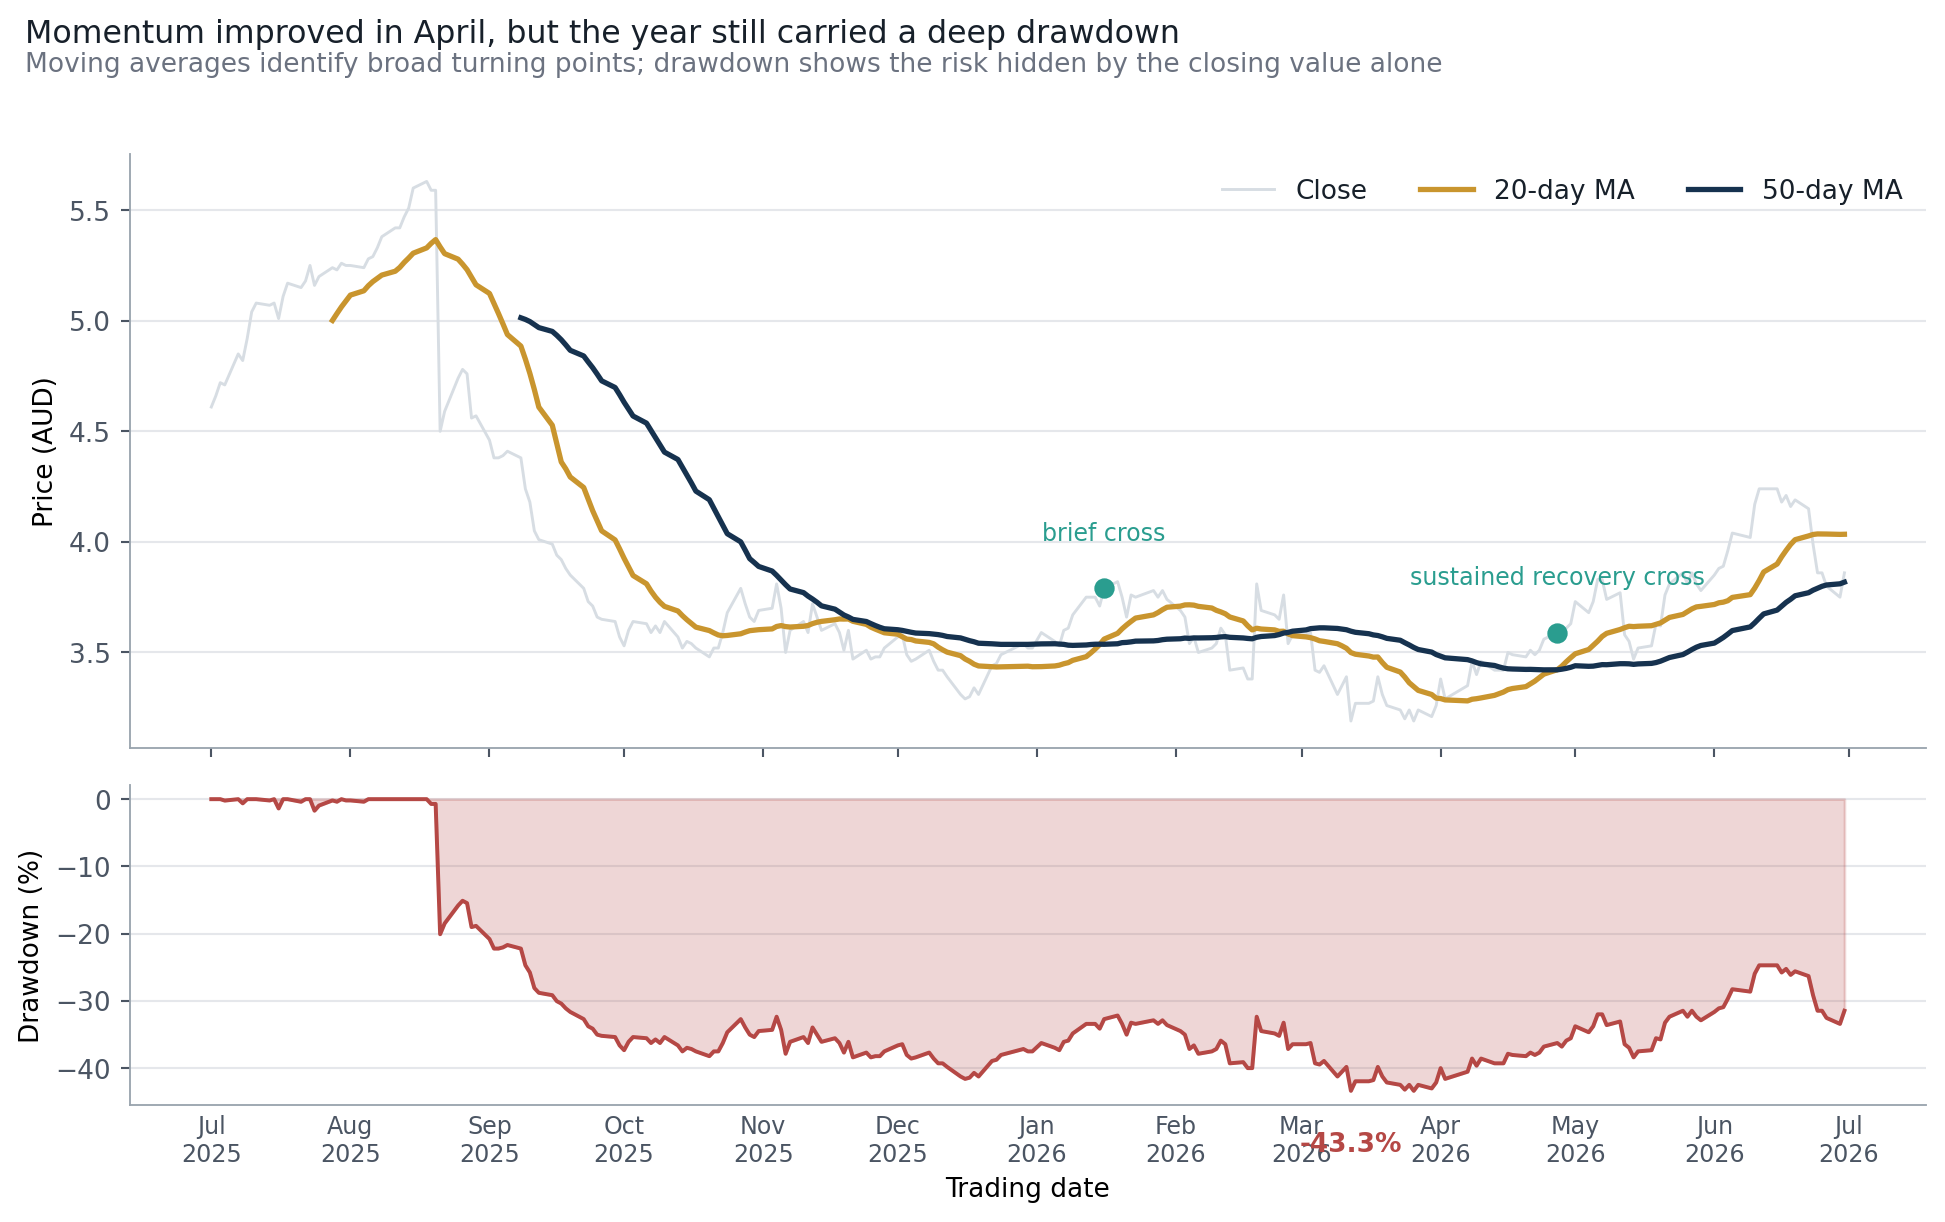 Momentum improved in April, but the year still carried a deep drawdown
Moving averages identify broad turning points; drawdown shows the risk hidden by the closing value alone
Close 20-day MA 50-day MA
Price (AUD)
5.5
5.0
4.5
4.0
3.5
brief cross
sustained recovery cross
Drawdown (%)
0
−10
−20
−30
−40
Jul Aug Sep Oct Nov Dec Jan Feb Mar Apr May Jun Jul
2025 2025 2025 2025 2025 2025 2026 2026 2026 2026 2026 2026 2026
-43.3%
Trading date